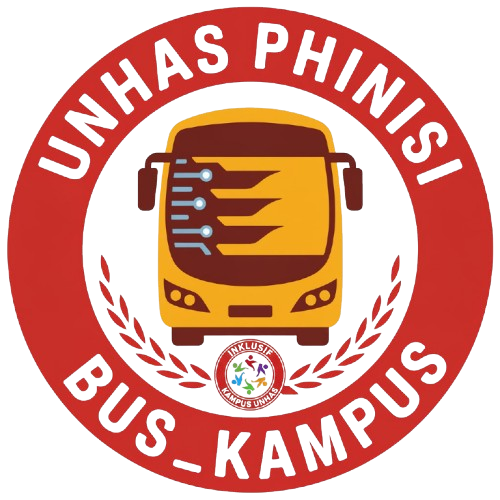 UNHAS PHINISI
INKLUSIF
KAMPUS UNHAS
BUS_KAMPUS